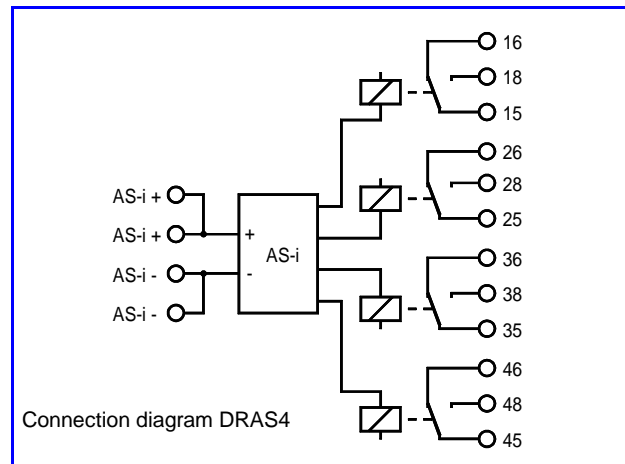 16
18
15
26
28
25
AS-i +
AS-i +
AS-i -
AS-i -
+
-
AS-i
36
38
35
46
48
45
Connection diagram DRAS4